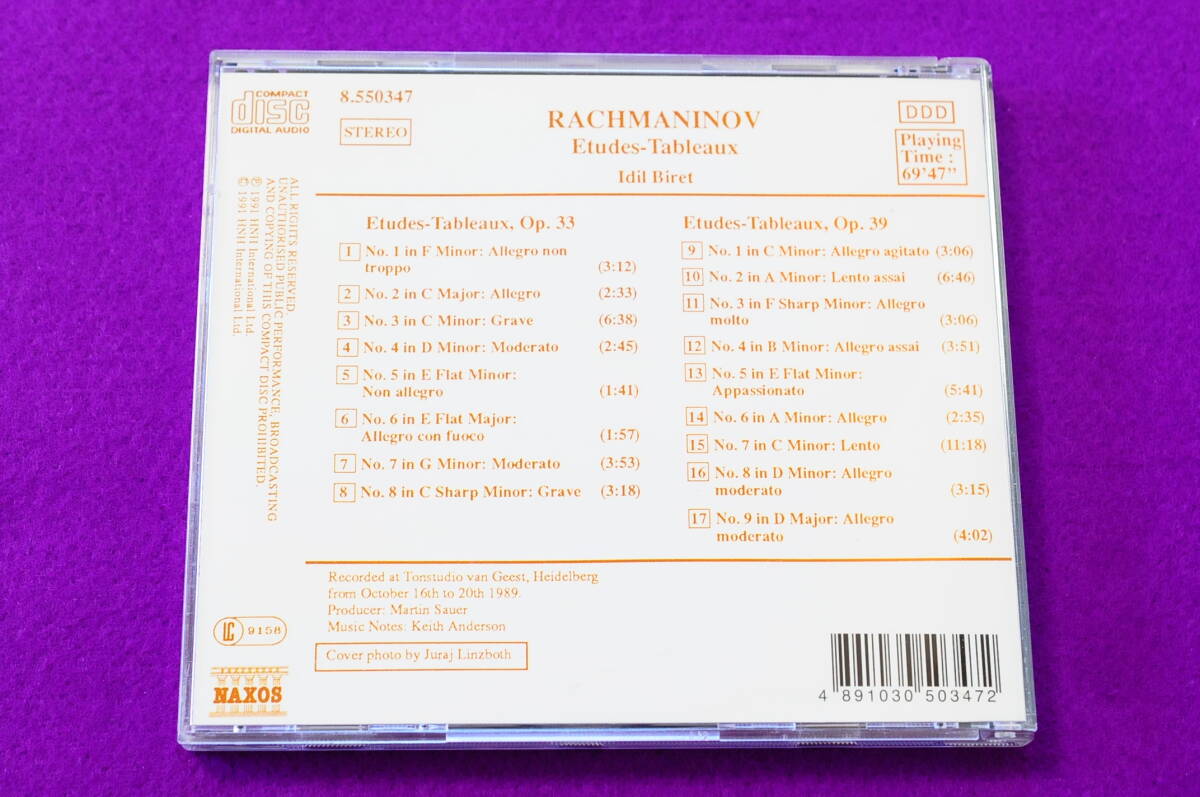 COMPACT
disc
DIGITAL AUDIO
8.550347
STEREO
RACHMANINOV
Etudes-Tableaux
Idil Biret
DDD
Playing
Time :
69'47"
Etudes-Tableaux, Op. 33
1 No. 1 in F Minor: Allegro non
troppo (3:12)
2 No. 2 in C Major: Allegro (2:33)
3 No. 3 in C Minor: Grave (6:38)
4 No. 4 in D Minor: Moderato (2:45)
5 No. 5 in E Flat Minor:
Non allegro (1:41)
6 No. 6 in E Flat Major:
Allegro con fuoco (1:57)
7 No. 7 in G Minor: Moderato (3:53)
8 No. 8 in C Sharp Minor: Grave (3:18)
Etudes-Tableaux, Op. 39
9 No. 1 in C Minor: Allegro agitato (3:06)
10 No. 2 in A Minor: Lento assai (6:46)
11 No. 3 in F Sharp Minor: Allegro
molto (3:06)
12 No. 4 in B Minor: Allegro assai (3:51)
13 No. 5 in E Flat Minor:
Appassionato (5:41)
14 No. 6 in A Minor: Allegro (2:35)
15 No. 7 in C Minor: Lento (11:18)
16 No. 8 in D Minor: Allegro
moderato (3:15)
17 No. 9 in D Major: Allegro
moderato (4:02)
ALL RIGHTS RESERVED.
UNAUTHORISED PUBLIC PERFORMANCE, BROADCASTING
AND COPYING OF THIS COMPACT DISC PROHIBITED.
℗ 1991 HNH International Ltd.
© 1991 HNH International Ltd.
Recorded at Tonstudio van Geest, Heidelberg
from October 16th to 20th 1989.
Producer: Martin Sauer
Music Notes: Keith Anderson
Cover photo by Juraj Linzboth
LC 9158
NAXOS
4 891030 503472